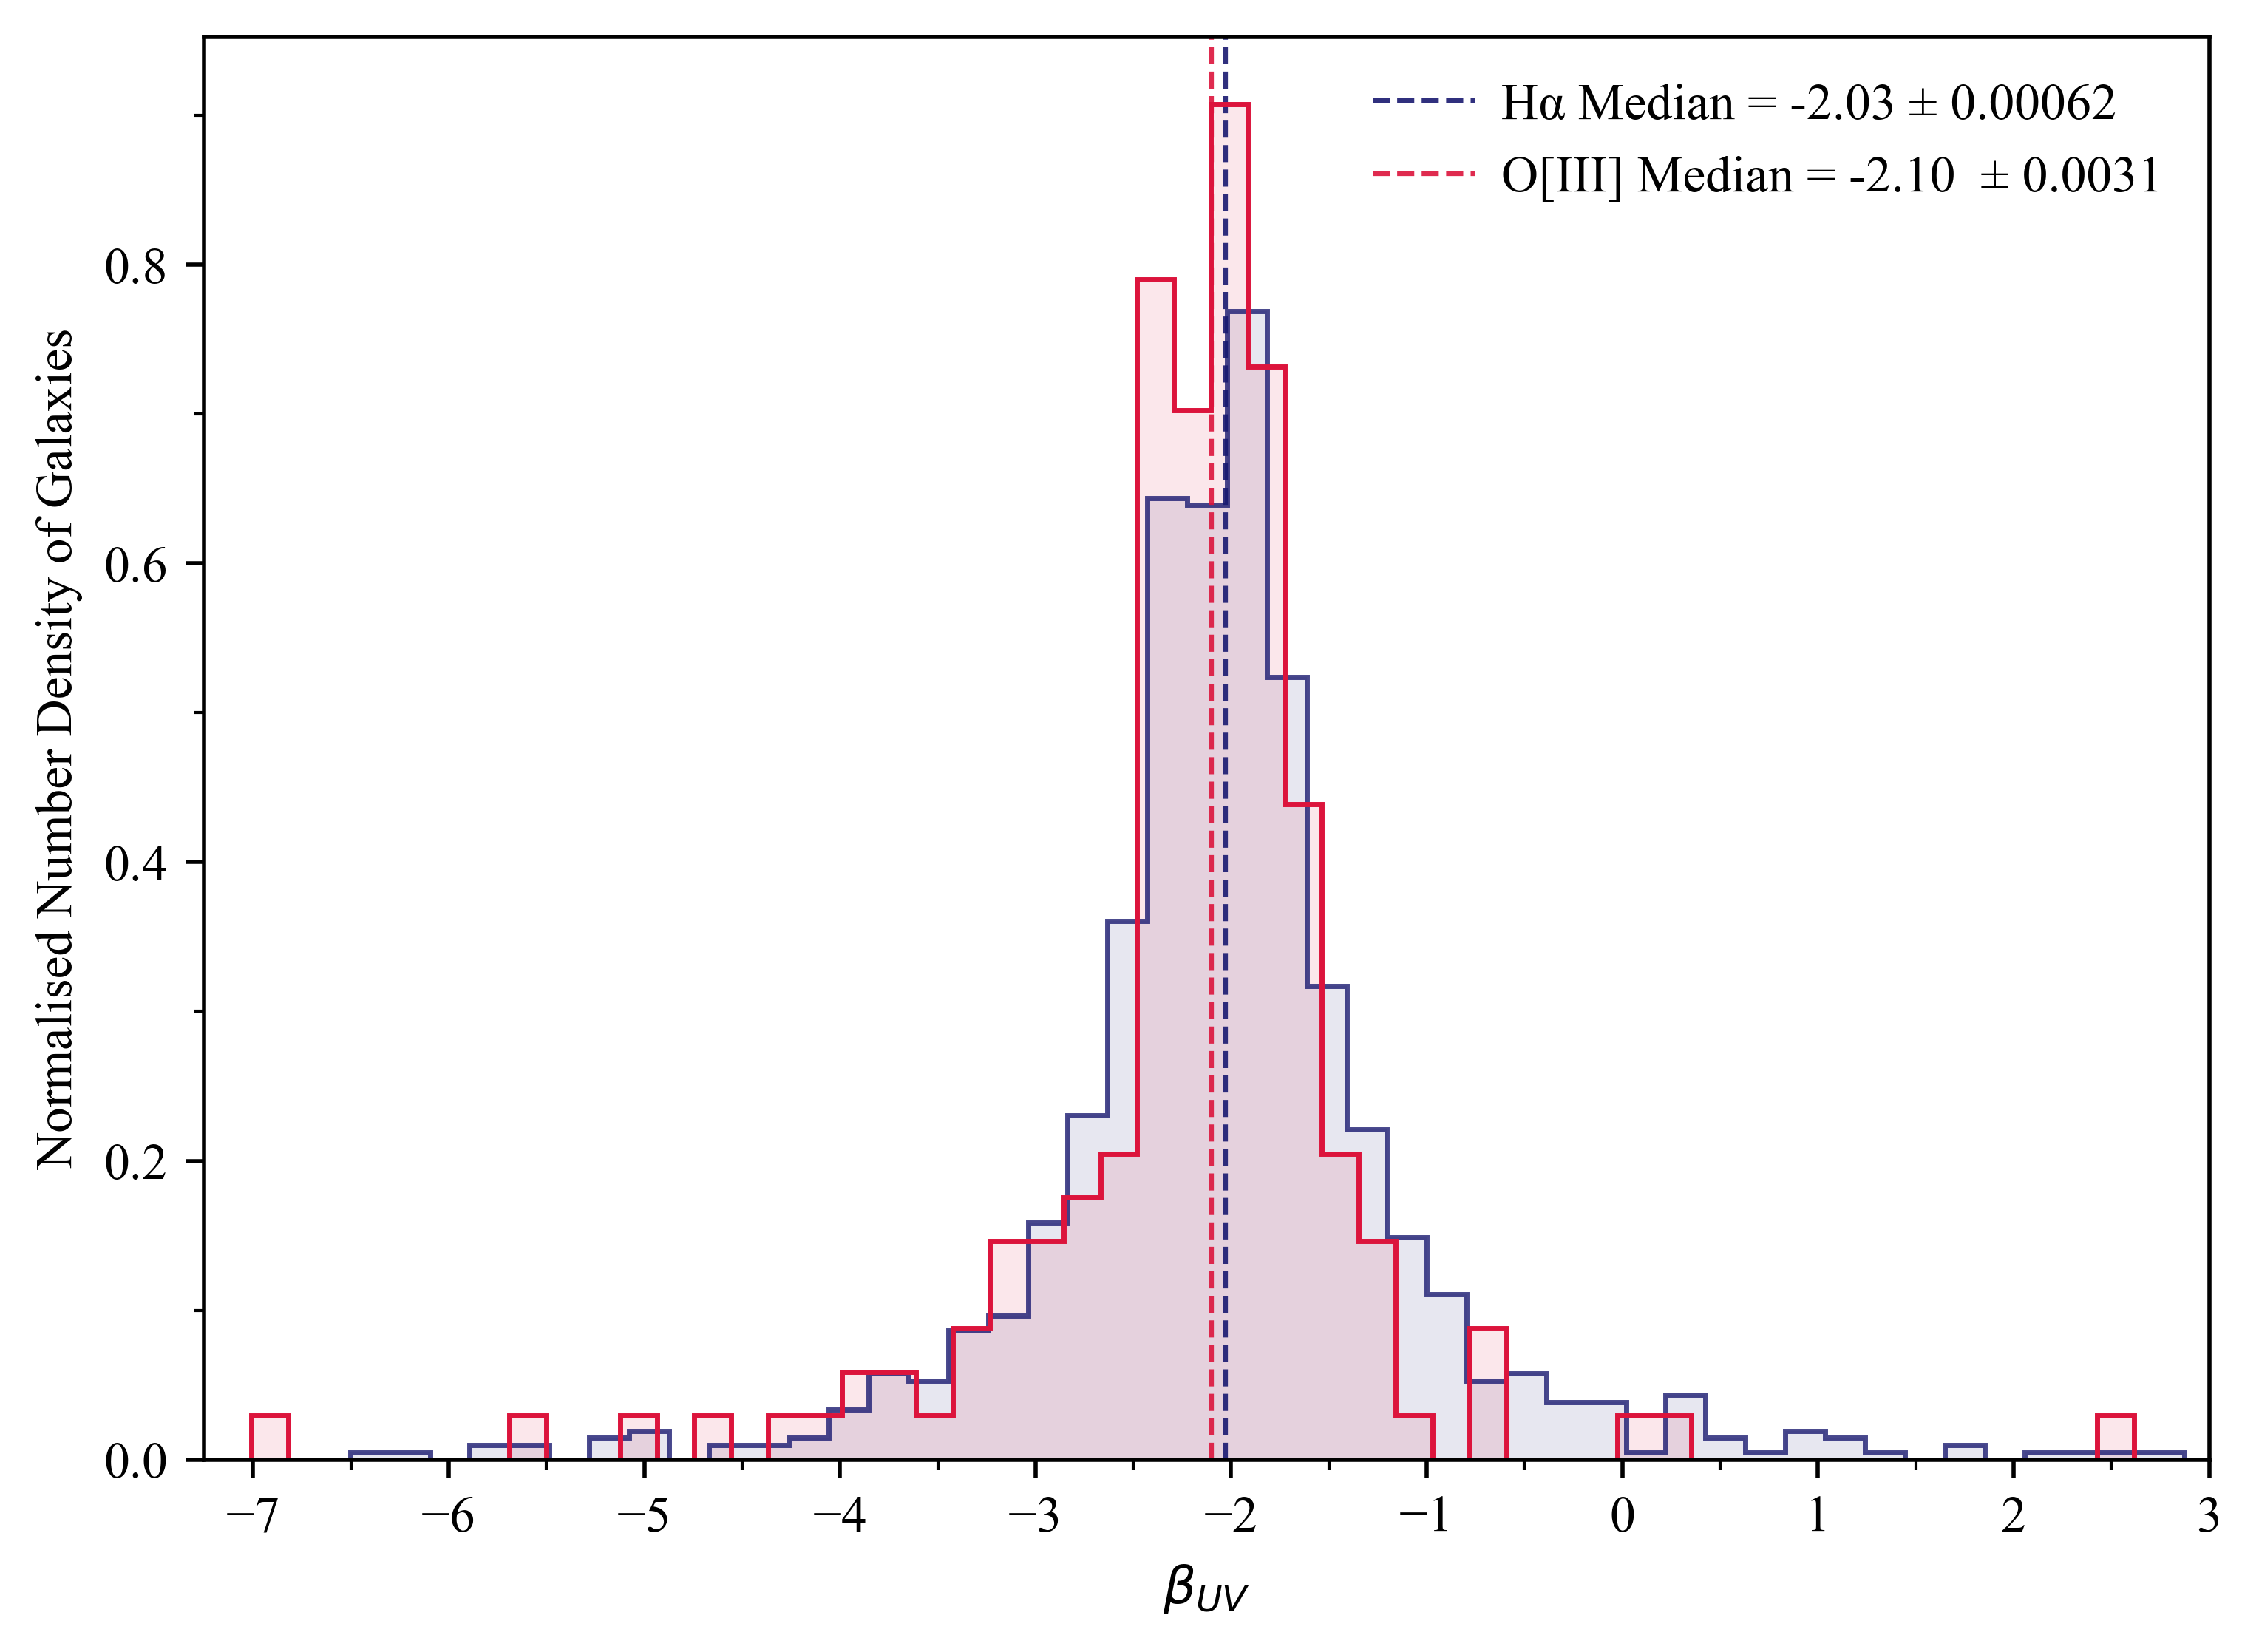 Hα Median = -2.03 ± 0.00062
O[III] Median = -2.10 ± 0.0031
Normalised Number Density of Galaxies
0.8
0.6
0.4
0.2
0.0
−7 −6 −5 −4 −3 −2 −1 0 1 2 3
β_UV